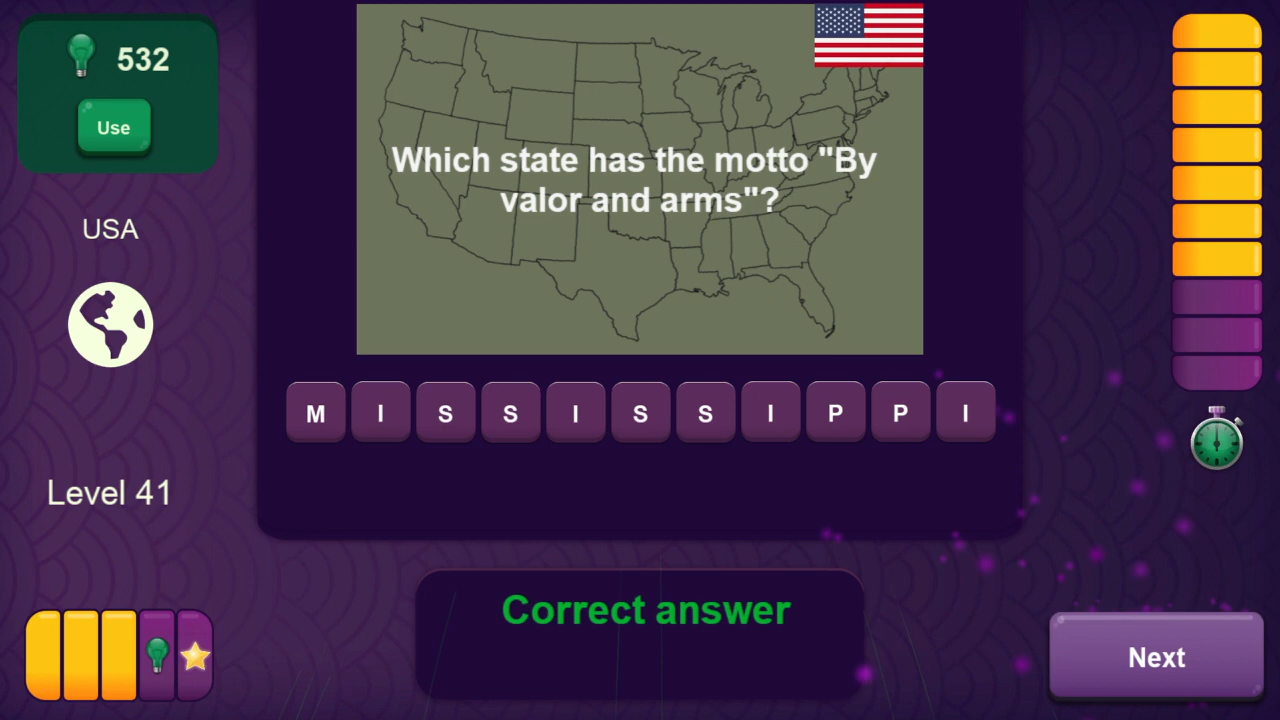 532
Use
USA
Level 41
Which state has the motto "By
valor and arms"?
M I S S I S S I P P I
Correct answer
Next